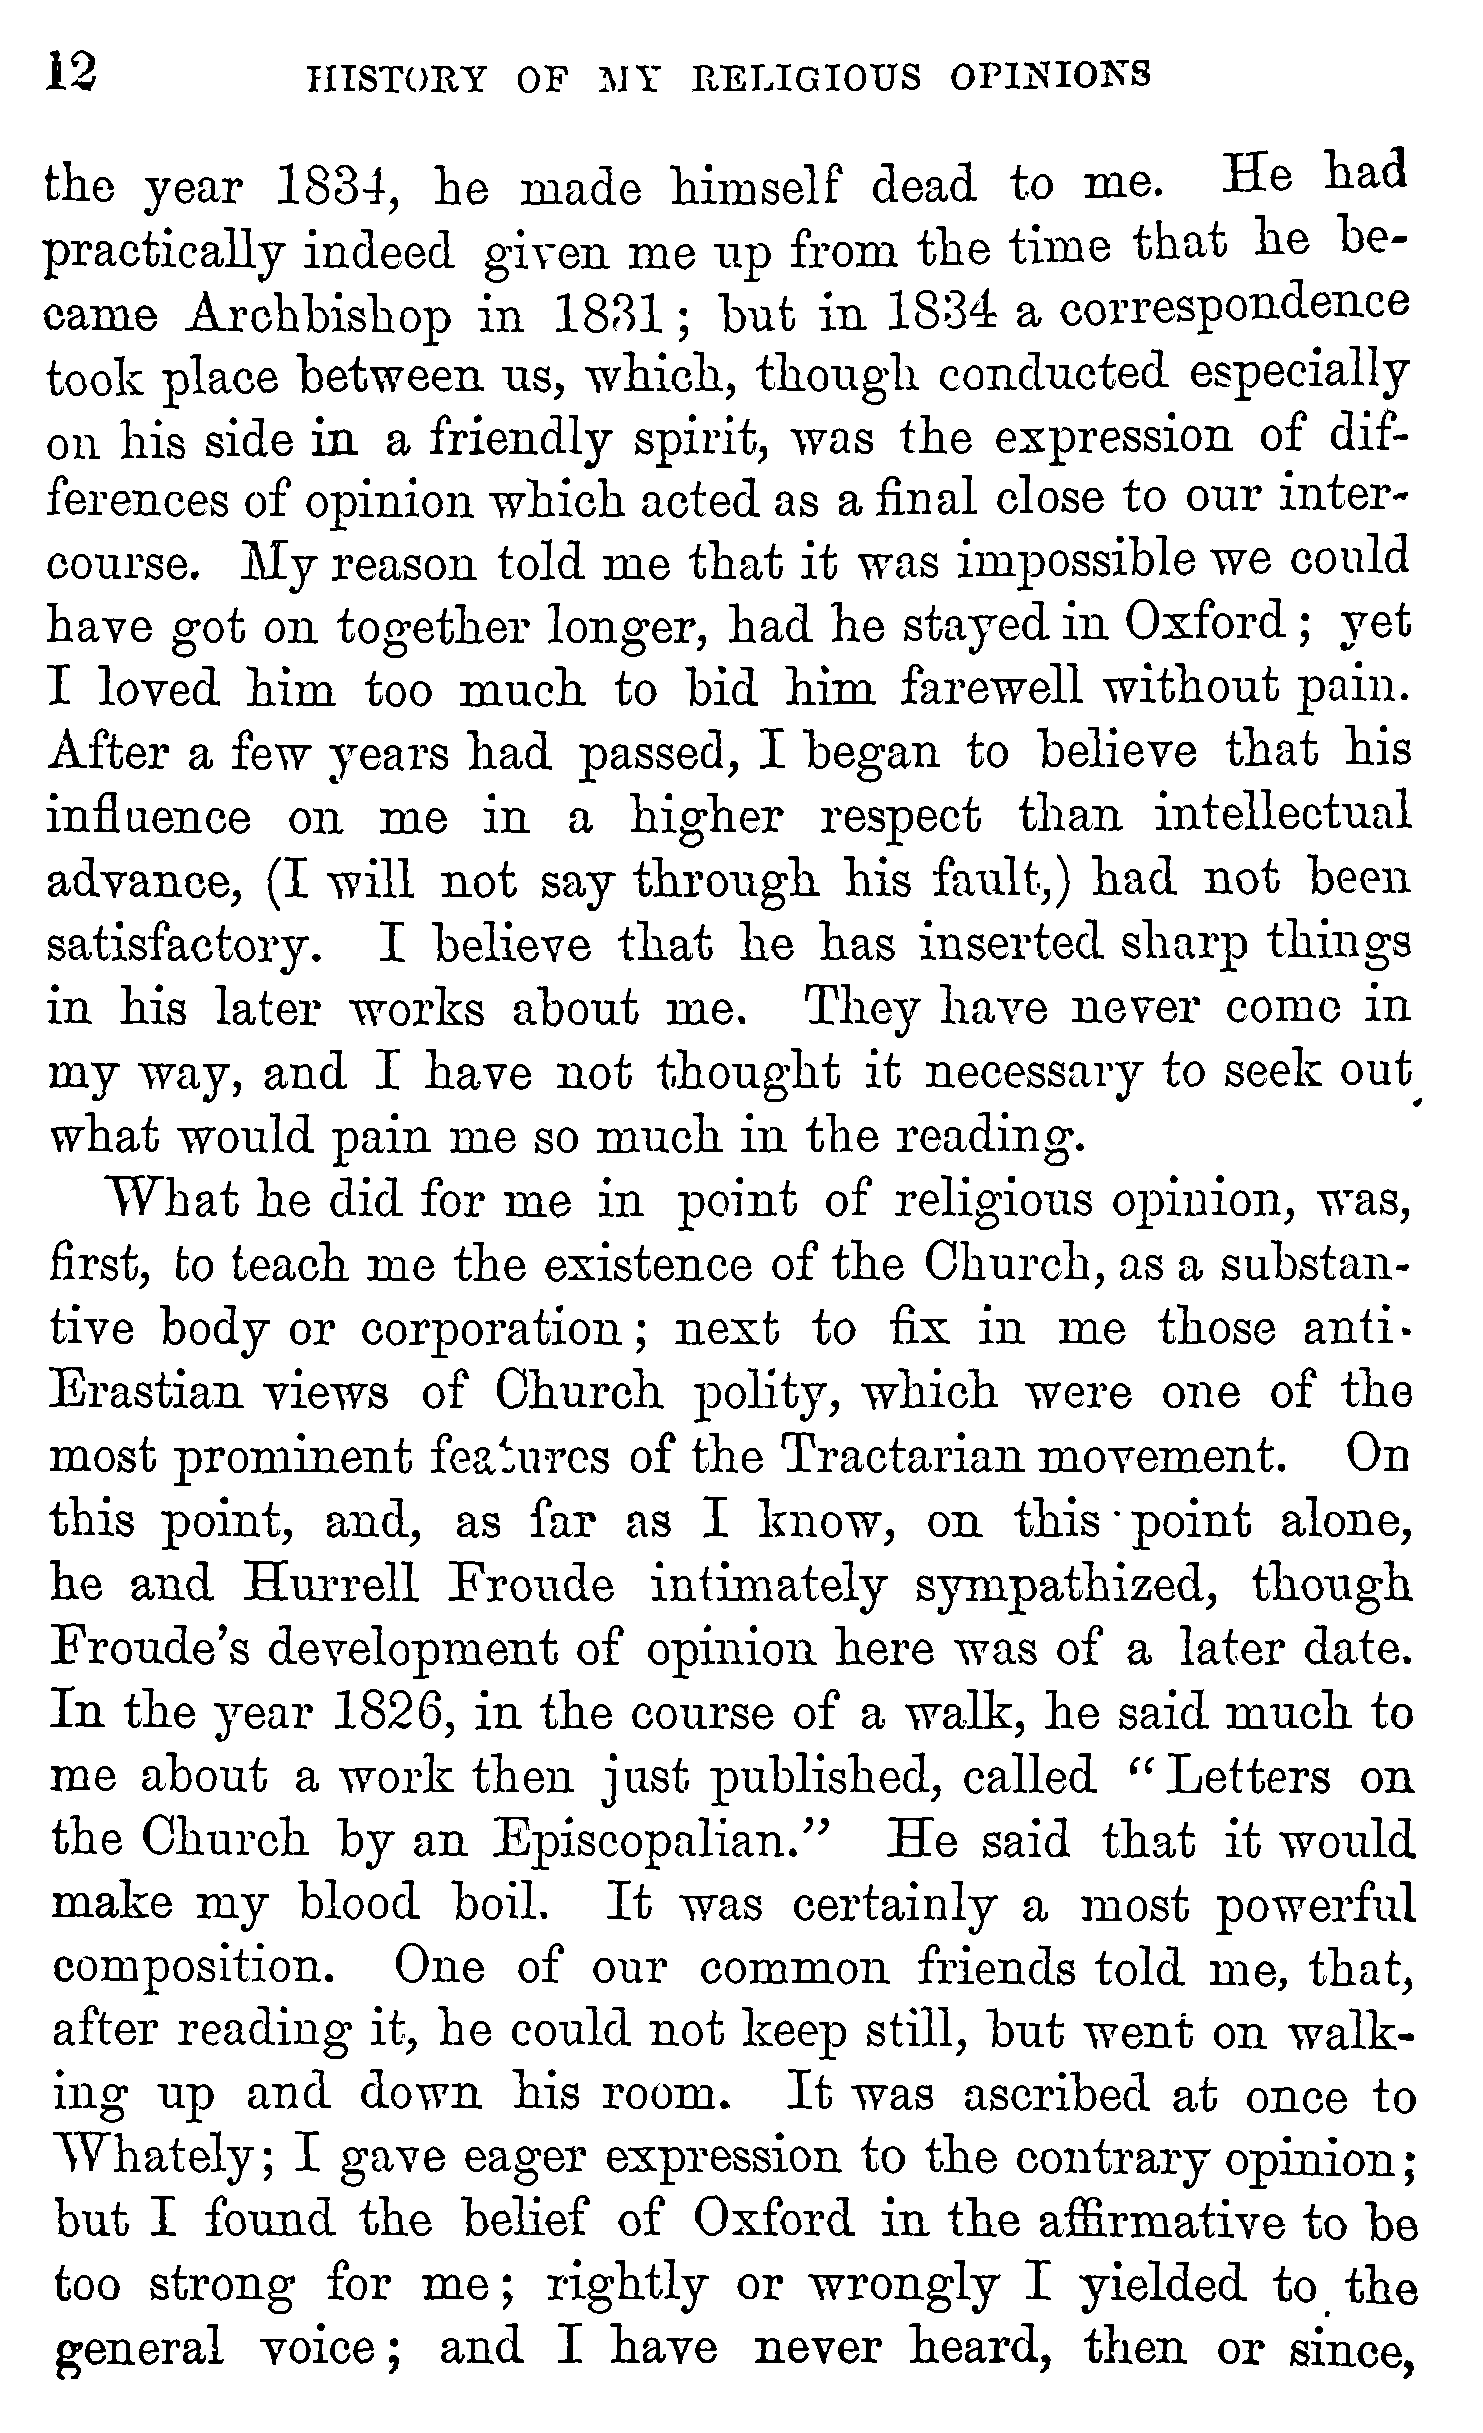 12 HISTORY OF MY RELIGIOUS OPINIONS
the year 1834, he made himself dead to me. He had
practically indeed given me up from the time that he be-
came Archbishop in 1831; but in 1834 a correspondence
took place between us, which, though conducted especially
on his side in a friendly spirit, was the expression of dif-
ferences of opinion which acted as a final close to our inter-
course. My reason told me that it was impossible we could
have got on together longer, had he stayed in Oxford; yet
I loved him too much to bid him farewell without pain.
After a few years had passed, I began to believe that his
influence on me in a higher respect than intellectual
advance, (I will not say through his fault,) had not been
satisfactory. I believe that he has inserted sharp things
in his later works about me. They have never come in
my way, and I have not thought it necessary to seek out
what would pain me so much in the reading.
What he did for me in point of religious opinion, was,
first, to teach me the existence of the Church, as a substan-
tive body or corporation; next to fix in me those anti-
Erastian views of Church polity, which were one of the
most prominent features of the Tractarian movement. On
this point, and, as far as I know, on this point alone,
he and Hurrell Froude intimately sympathized, though
Froude's development of opinion here was of a later date.
In the year 1826, in the course of a walk, he said much to
me about a work then just published, called "Letters on
the Church by an Episcopalian." He said that it would
make my blood boil. It was certainly a most powerful
composition. One of our common friends told me, that,
after reading it, he could not keep still, but went on walk-
ing up and down his room. It was ascribed at once to
Whately; I gave eager expression to the contrary opinion;
but I found the belief of Oxford in the affirmative to be
too strong for me; rightly or wrongly I yielded to the
general voice; and I have never heard, then or since,